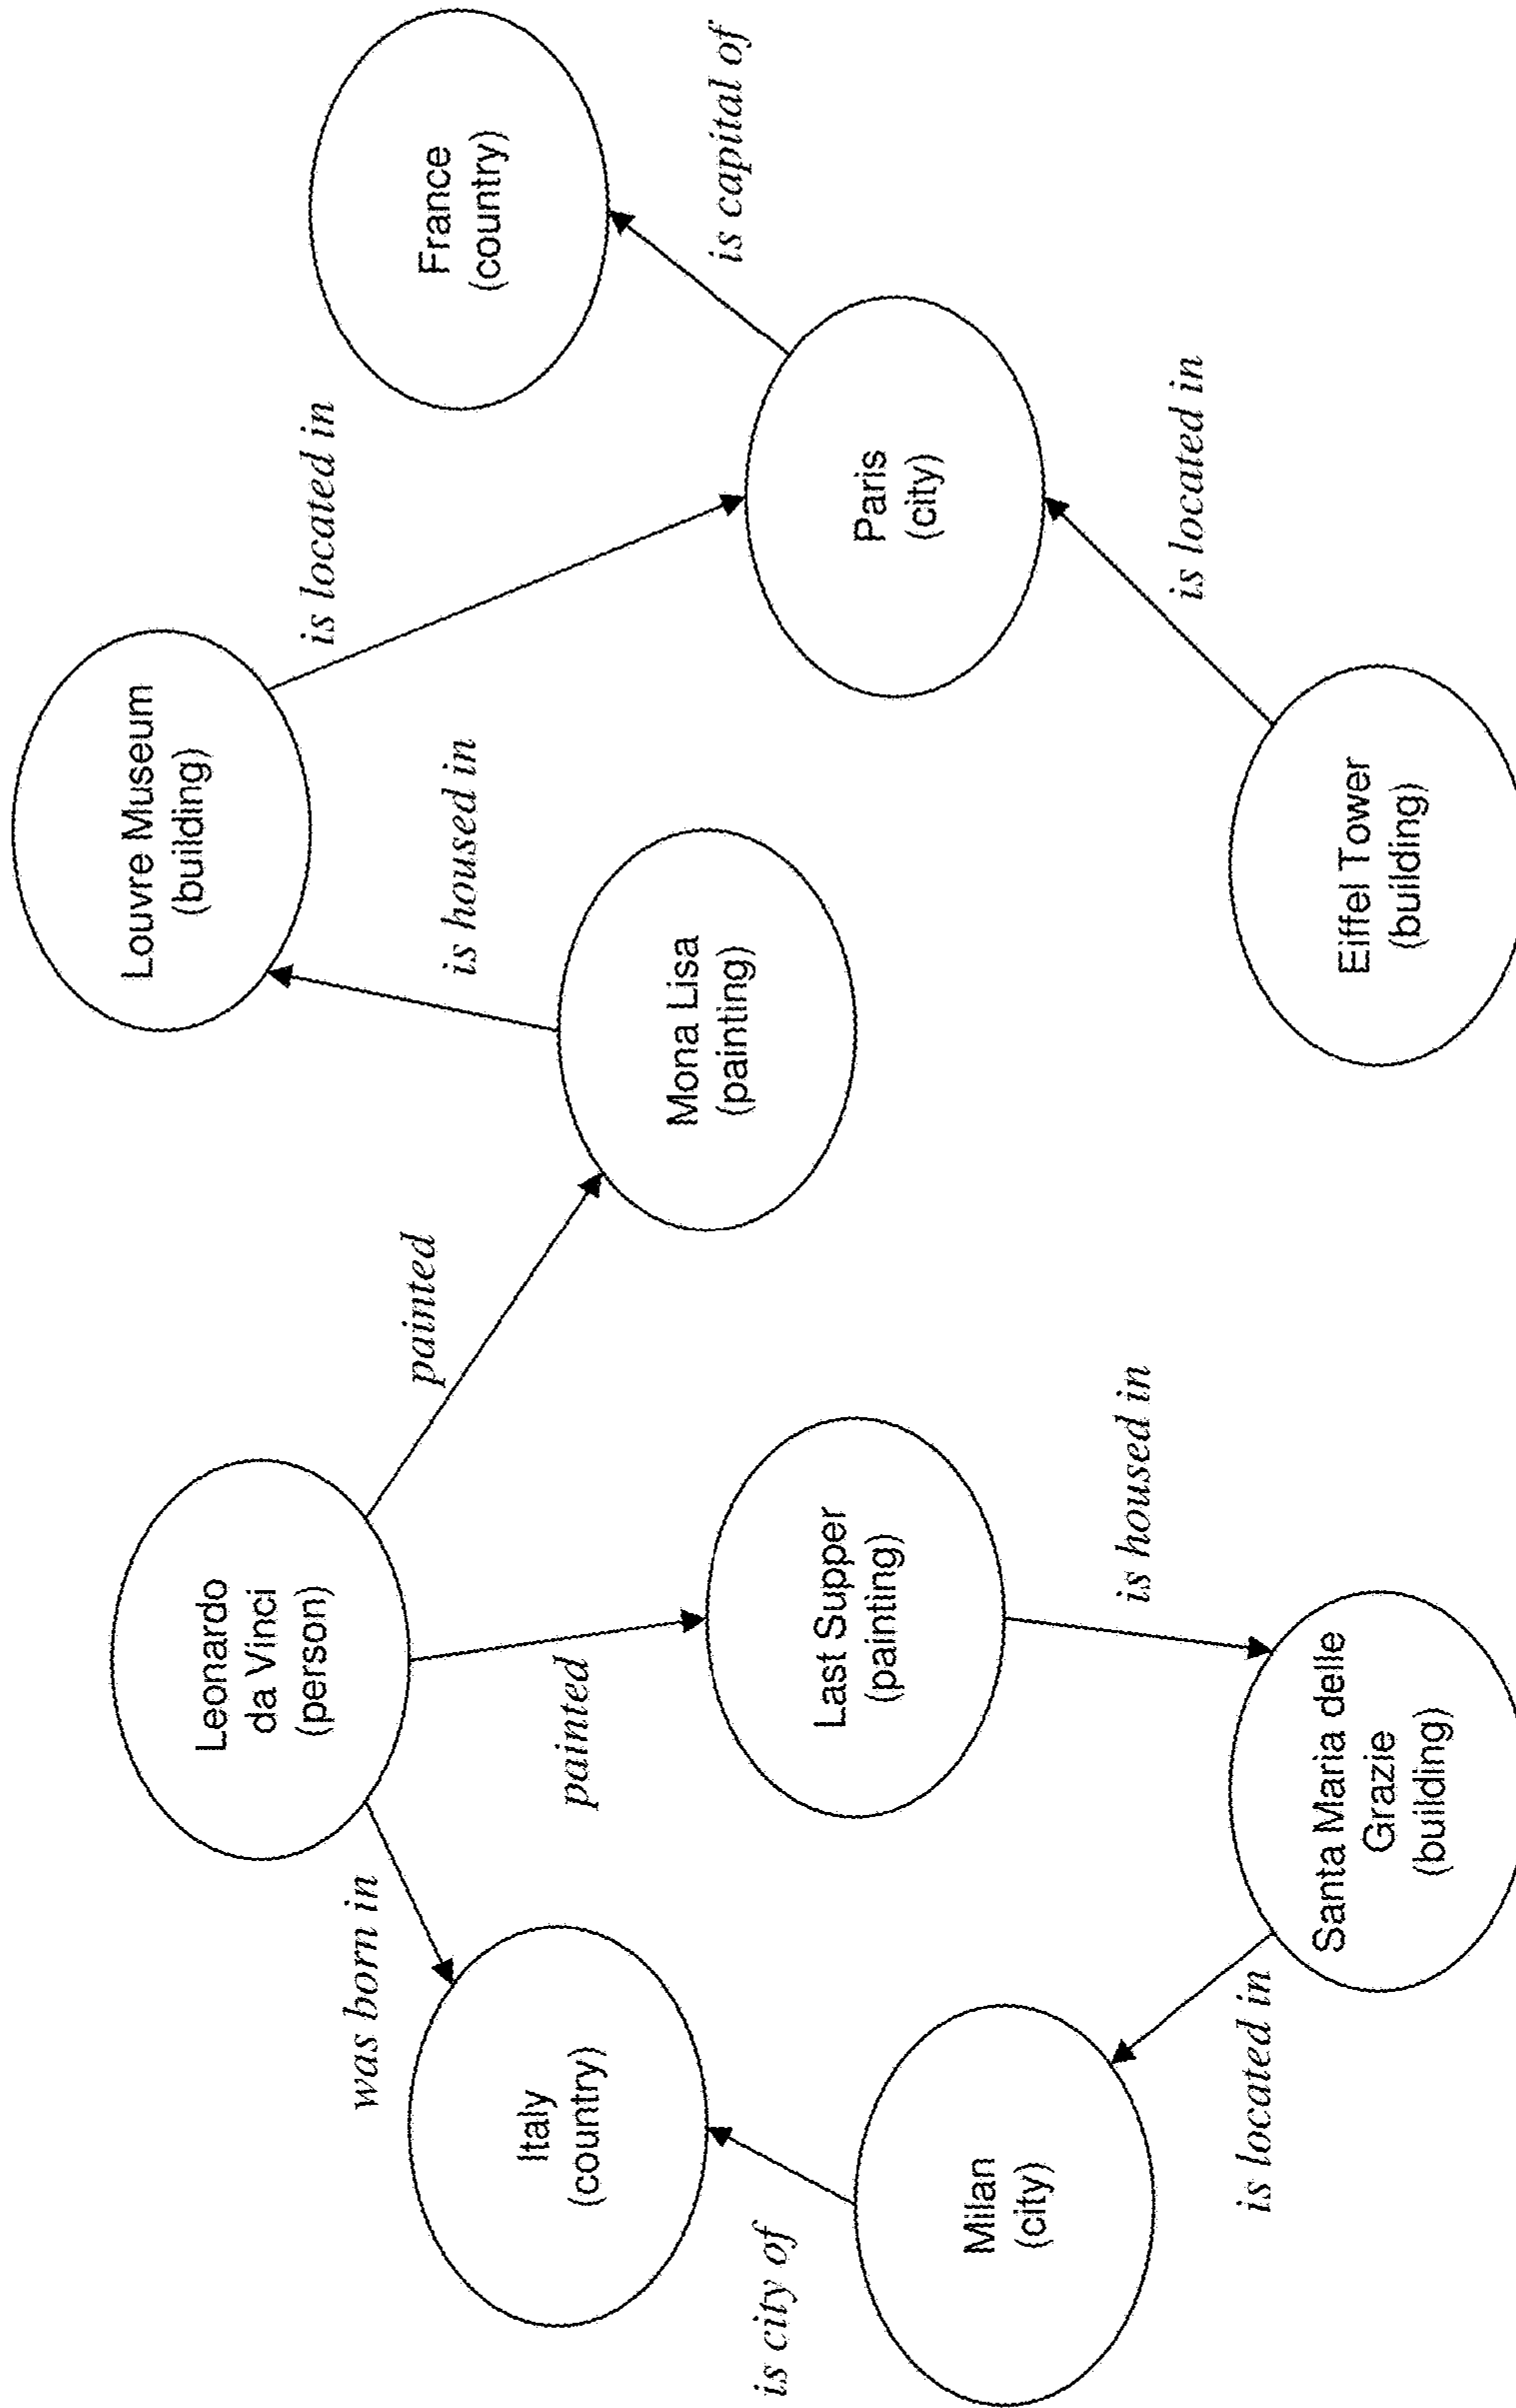 Louvre Museum
(building)
Leonardo
da Vinci
(person)
is located in
was born in
painted
France
(country)
is housed in
Italy
(country)
painted
Mona Lisa
(painting)
is capital of
is city of
Last Supper
(painting)
Paris
(city)
Milan
(city)
is housed in
is located in
is located in
Santa Maria delle
Grazie
(building)
Eiffel Tower
(building)